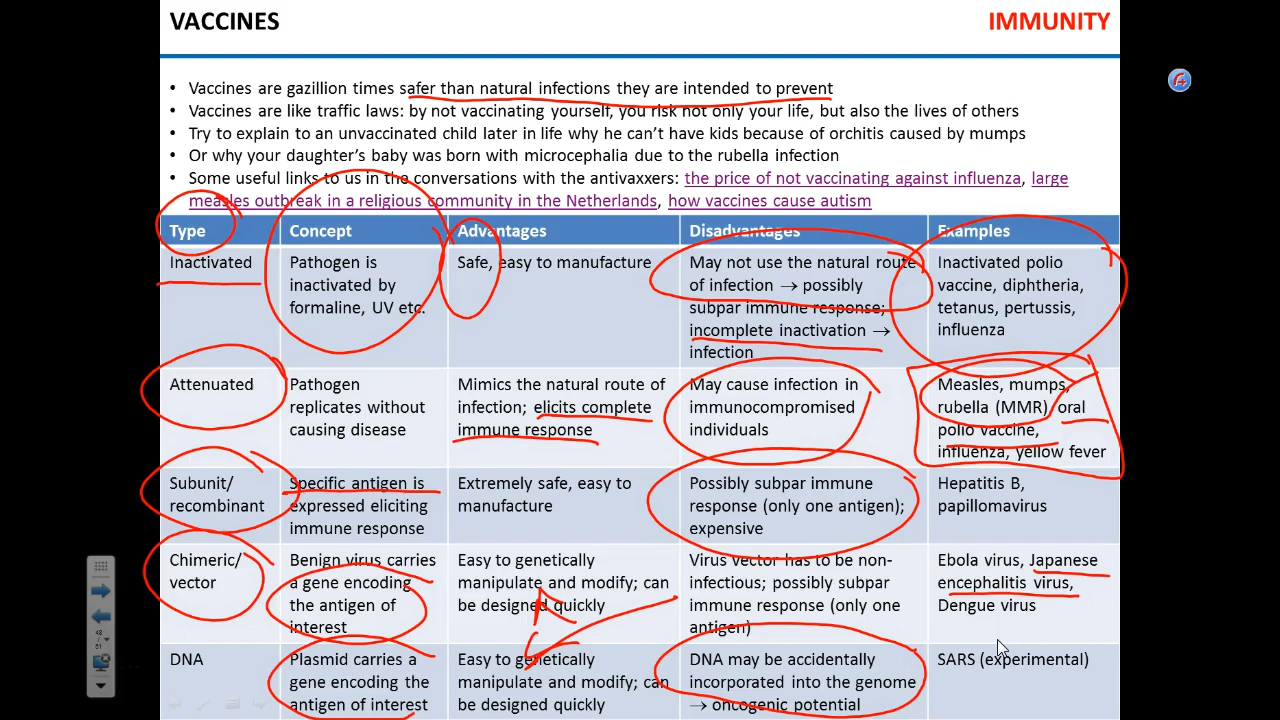 VACCINES
IMMUNITY
• Vaccines are gazillion times safer than natural infections they are intended to prevent
• Vaccines are like traffic laws: by not vaccinating yourself, you risk not only your life, but also the lives of others
• Try to explain to an unvaccinated child later in life why he can't have kids because of orchitis caused by mumps
• Or why your daughter's baby was born with microcephalia due to the rubella infection
• Some useful links to us in the conversations with the antivaxxers: the price of not vaccinating against influenza, large
measles outbreak in a religious community in the Netherlands, how vaccines cause autism
Type
Concept
Advantages
Disadvantages
Examples
Inactivated
Pathogen is
inactivated by
formaline, UV etc.
Safe, easy to manufacture
May not use the natural route
of infection → possibly
subpar immune response;
incomplete inactivation →
infection
Inactivated polio
vaccine, diphtheria,
tetanus, pertussis,
influenza
Attenuated
Pathogen
replicates without
causing disease
Mimics the natural route of
infection; elicits complete
immune response
May cause infection in
immunocompromised
individuals
Measles, mumps,
rubella (MMR), oral
polio vaccine,
influenza, yellow fever
Subunit/
recombinant
Specific antigen is
expressed eliciting
immune response
Extremely safe, easy to
manufacture
Possibly subpar immune
response (only one antigen);
expensive
Hepatitis B,
papillomavirus
Chimeric/
vector
Benign virus carries
a gene encoding
the antigen of
interest
Easy to genetically
manipulate and modify; can
be designed quickly
Virus vector has to be non-
infectious; possibly subpar
immune response (only one
antigen)
Ebola virus, Japanese
encephalitis virus,
Dengue virus
DNA
Plasmid carries a
gene encoding the
antigen of interest
Easy to genetically
manipulate and modify; can
be designed quickly
DNA may be accidentally
incorporated into the genome
→ oncogenic potential
SARS (experimental)